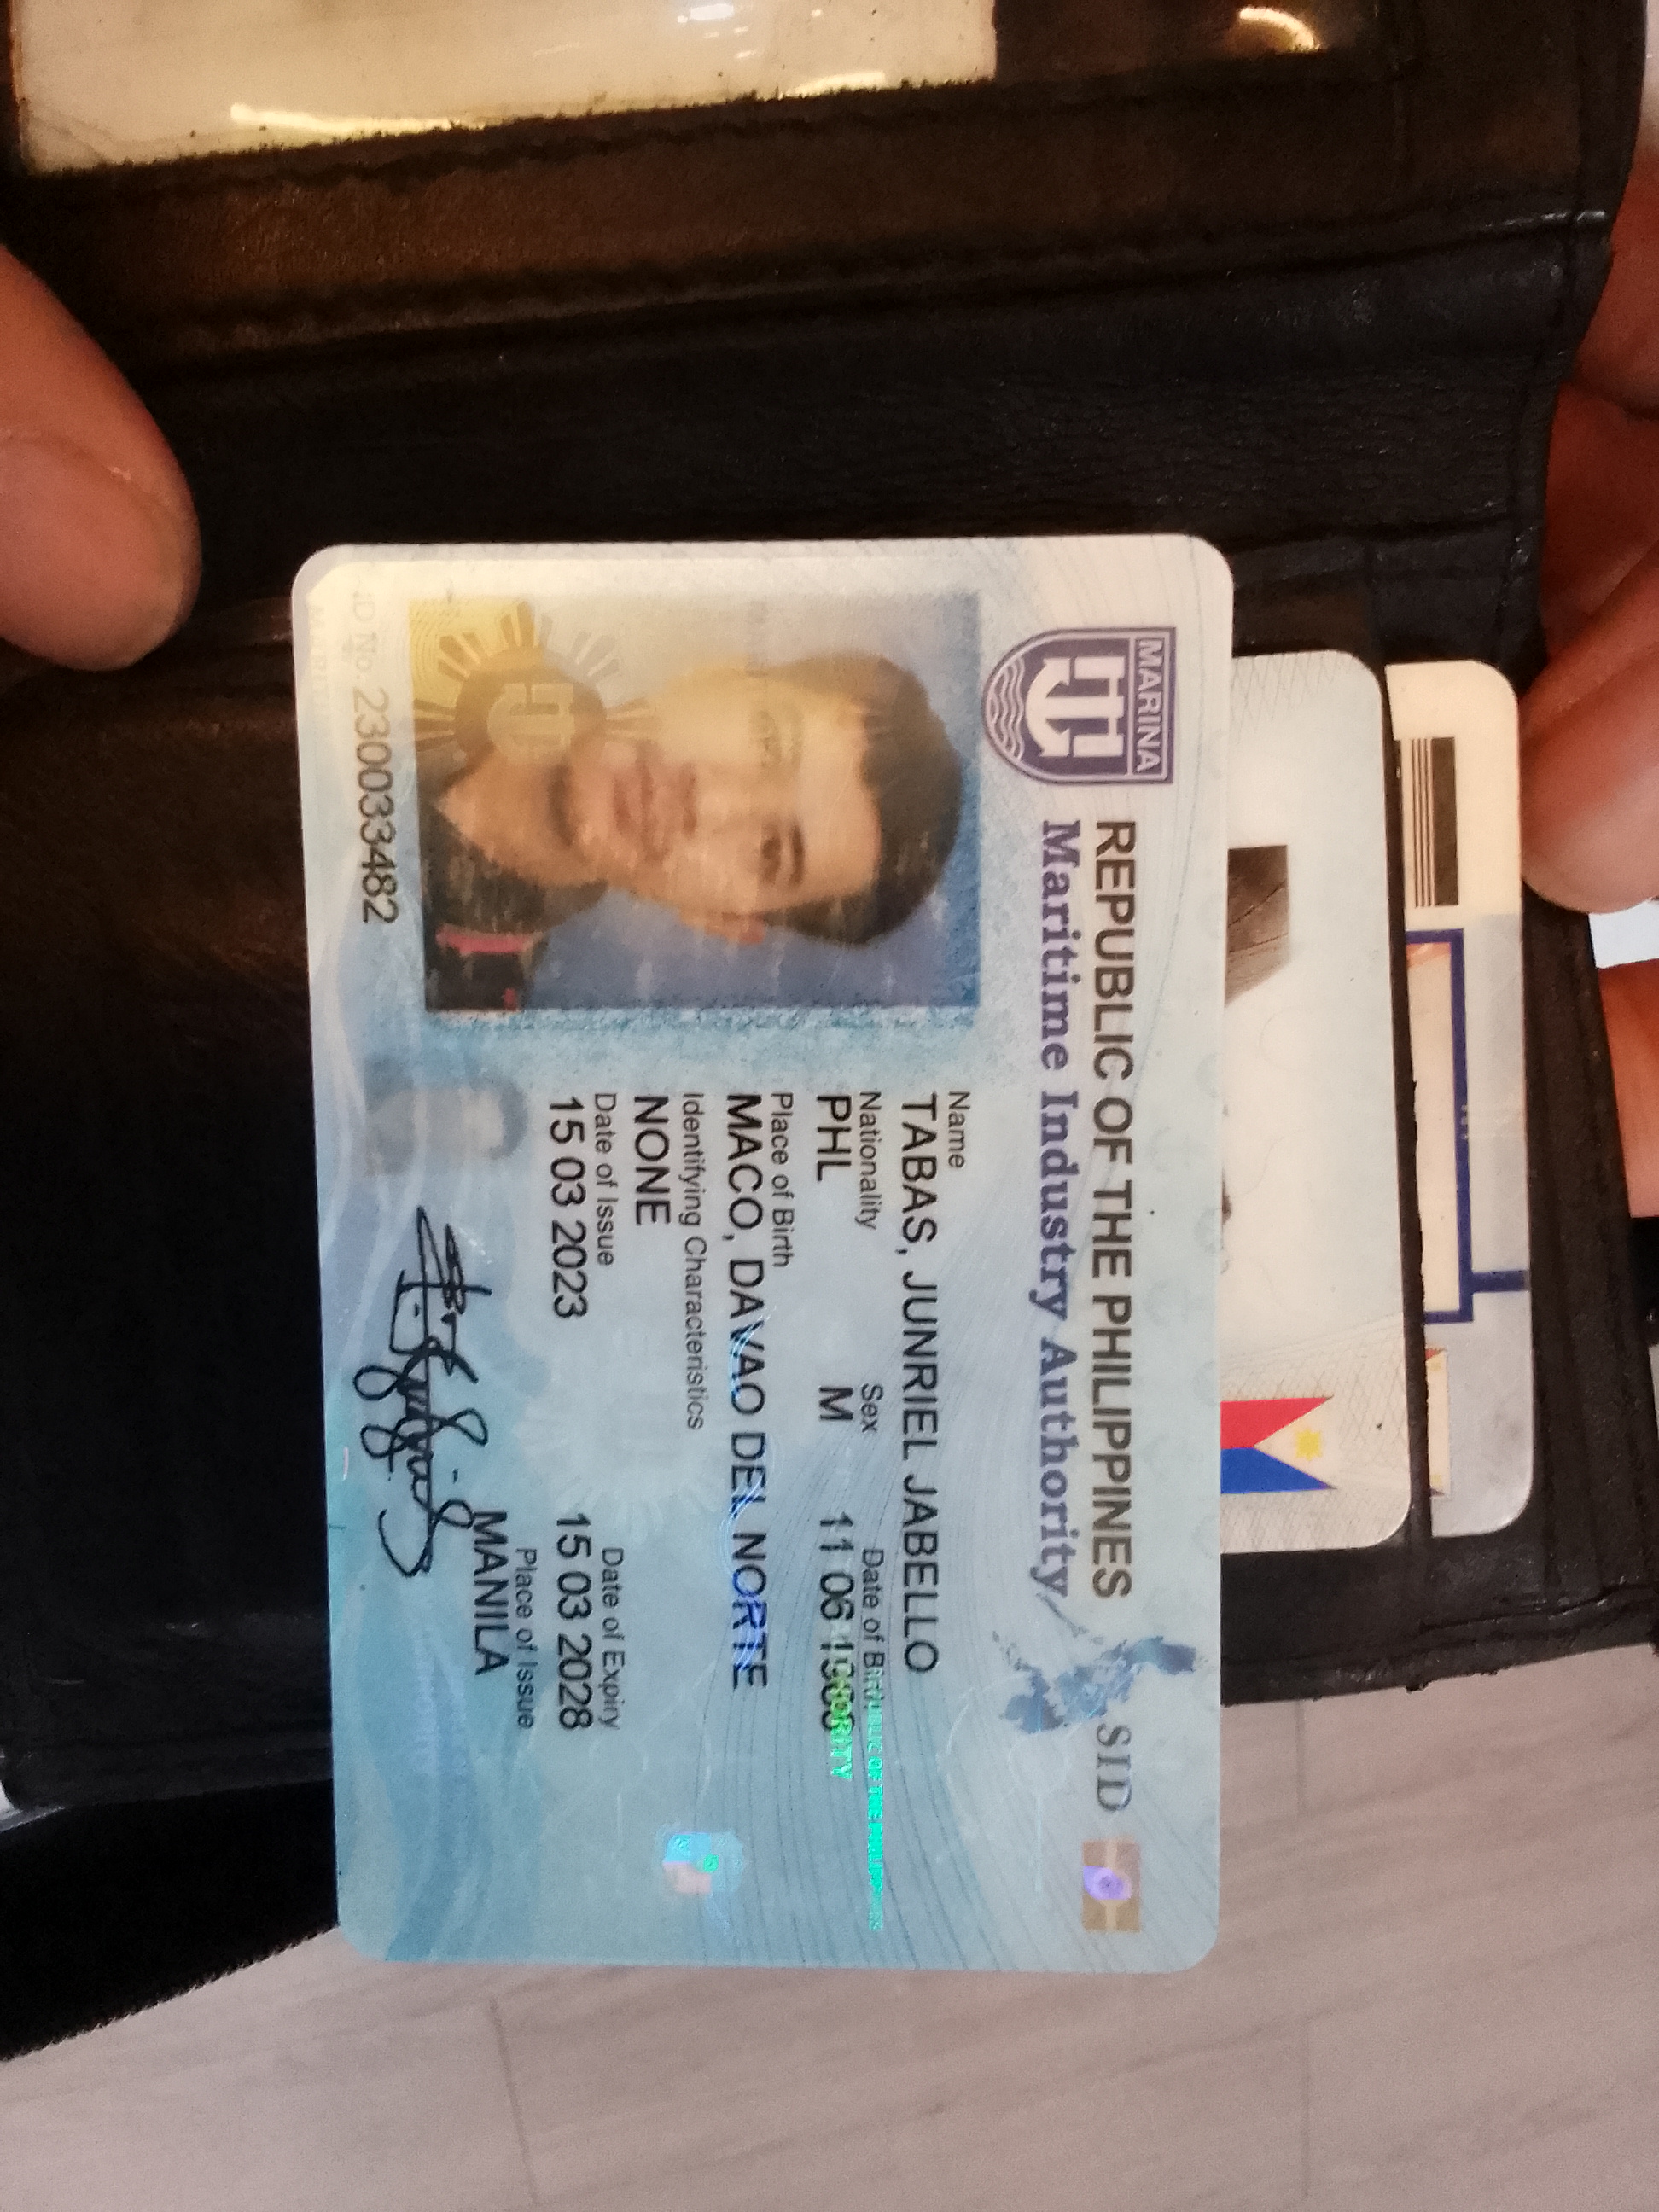 MARINA
REPUBLIC OF THE PHILIPPINES
SID
Maritime Industry Authority
Name
TABAS, JUNRIEL JABELLO
Nationality Sex Date of Birth
PHL M 11 06
Place of Birth
MACO, DAVAO DEL NORTE
Identifying Characteristics
NONE
Date of Issue Date of Expiry
15 03 2023 15 03 2028
Place of Issue
MANILA
ID No. 230033482